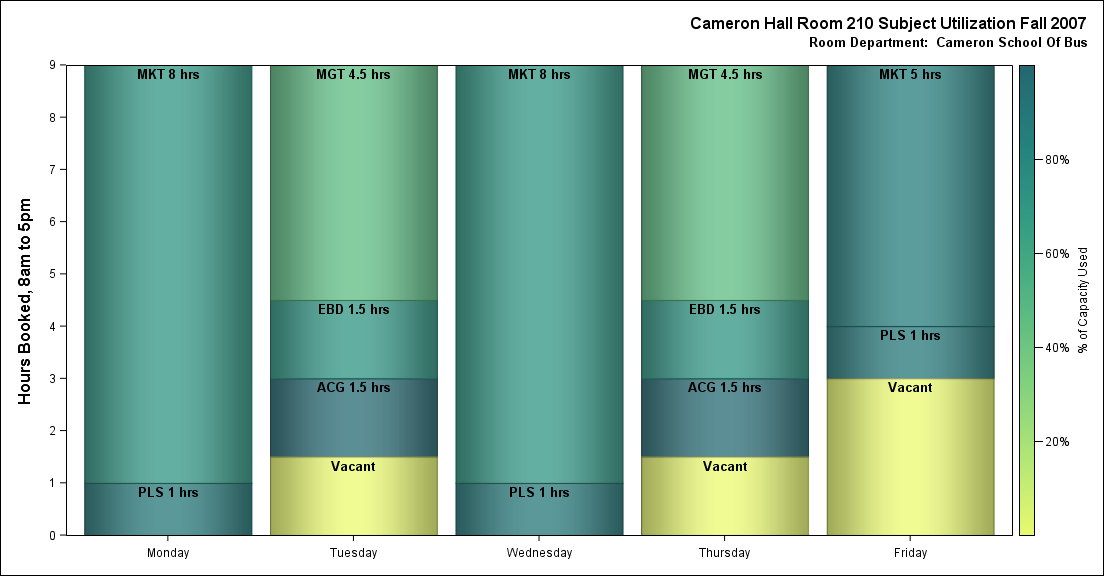 Cameron Hall Room 210 Subject Utilization Fall 2007
Room Department:  Cameron School Of Bus
Hours Booked, 8am to 5pm
9
8
7
6
5
4
3
2
1
0
MKT 8 hrs
PLS 1 hrs
Monday
MGT 4.5 hrs
EBD 1.5 hrs
ACG 1.5 hrs
Vacant
Tuesday
MKT 8 hrs
PLS 1 hrs
Wednesday
MGT 4.5 hrs
EBD 1.5 hrs
ACG 1.5 hrs
Vacant
Thursday
MKT 5 hrs
PLS 1 hrs
Vacant
Friday
80%
60%
40%
20%
% of Capacity Used